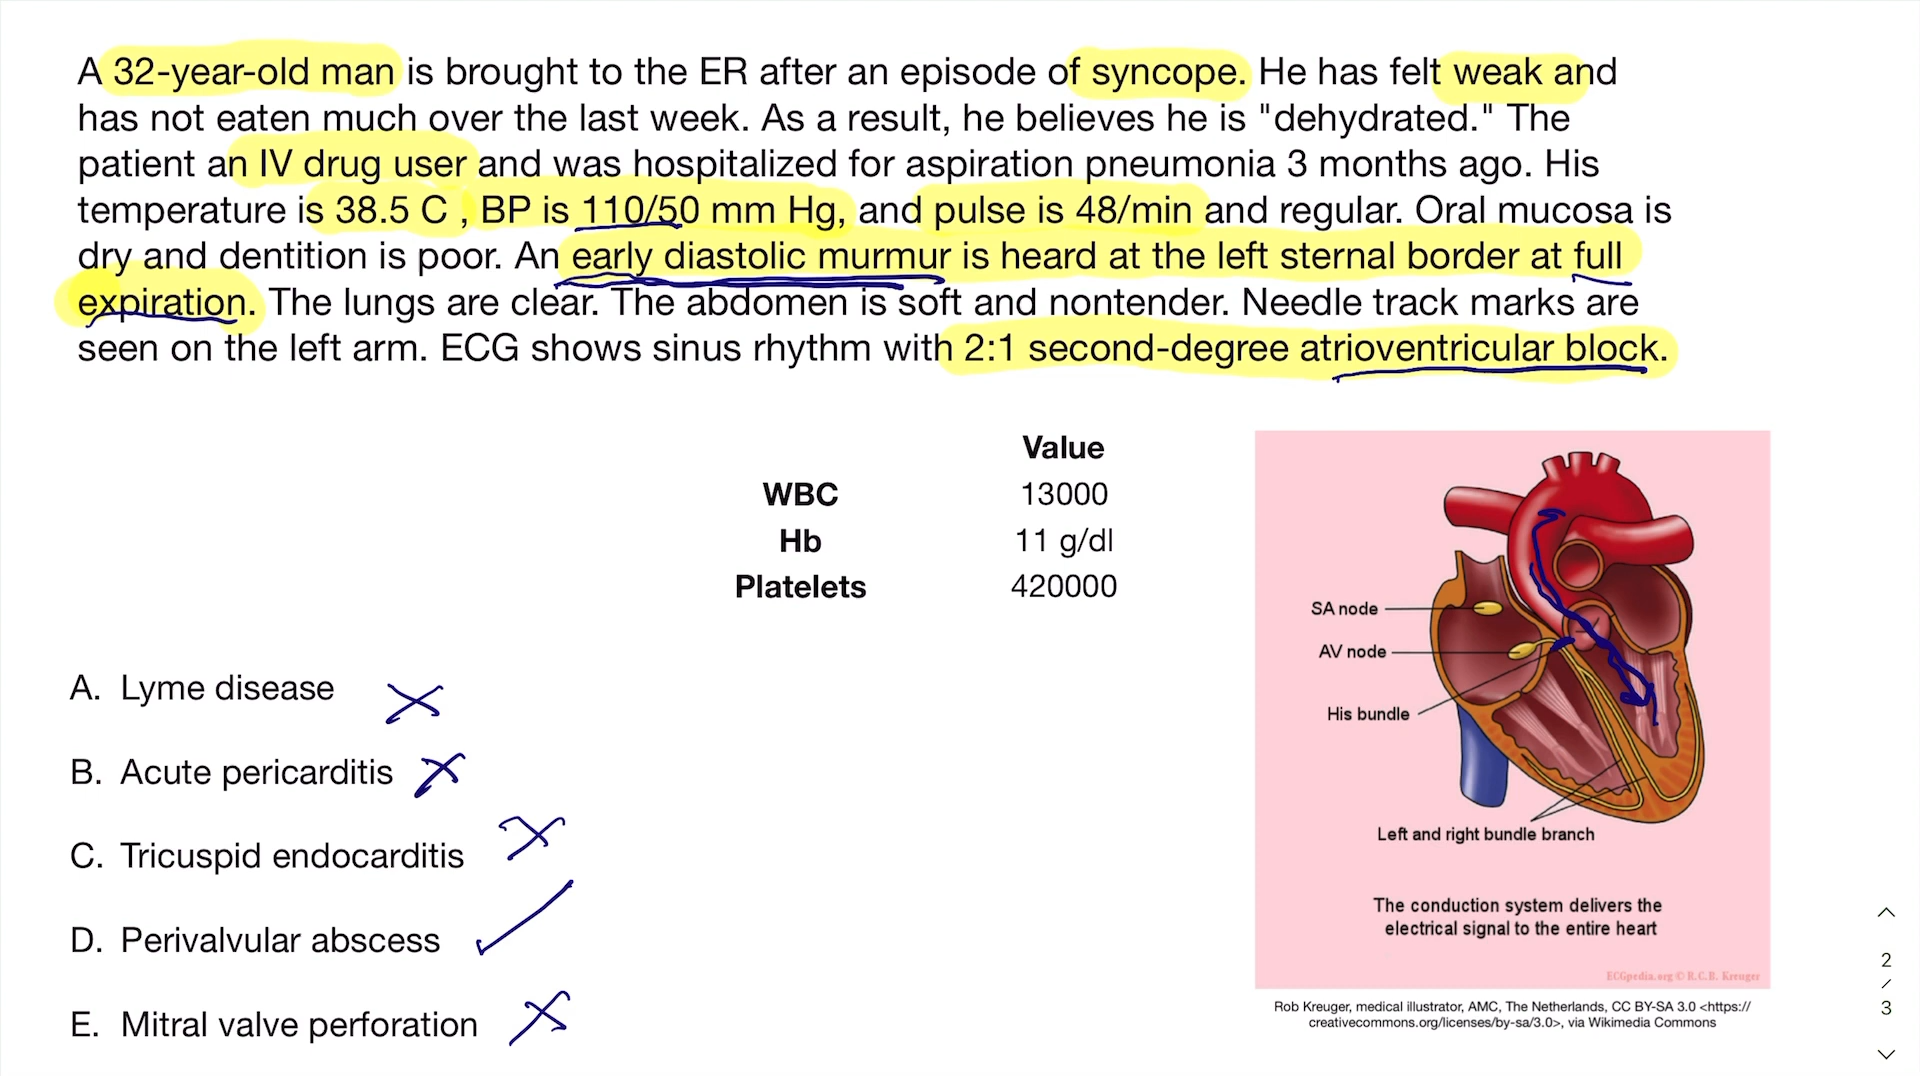 A 32-year-old man is brought to the ER after an episode of syncope. He has felt weak and
has not eaten much over the last week. As a result, he believes he is "dehydrated." The
patient an IV drug user and was hospitalized for aspiration pneumonia 3 months ago. His
temperature is 38.5 C , BP is 110/50 mm Hg, and pulse is 48/min and regular. Oral mucosa is
dry and dentition is poor. An early diastolic murmur is heard at the left sternal border at full
expiration. The lungs are clear. The abdomen is soft and nontender. Needle track marks are
seen on the left arm. ECG shows sinus rhythm with 2:1 second-degree atrioventricular block.
Value
WBC 13000
Hb 11 g/dl
Platelets 420000
A. Lyme disease
B. Acute pericarditis
C. Tricuspid endocarditis
D. Perivalvular abscess
E. Mitral valve perforation
SA node
AV node
His bundle
Left and right bundle branch
The conduction system delivers the
electrical signal to the entire heart
ECGpedia.org © R.C.B. Kreuger
Rob Kreuger, medical illustrator, AMC, The Netherlands, CC BY-SA 3.0 <https://
creativecommons.org/licenses/by-sa/3.0>, via Wikimedia Commons
2
/
3